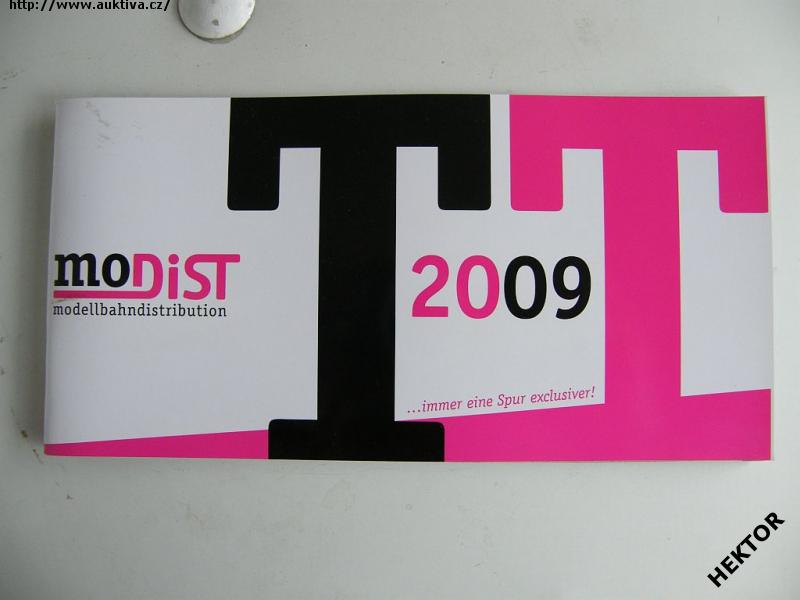 http://www.auktiva.cz/
TT
moDiST
modellbahndistribution
2009
...immer eine Spur exclusiver!
HEKTOR